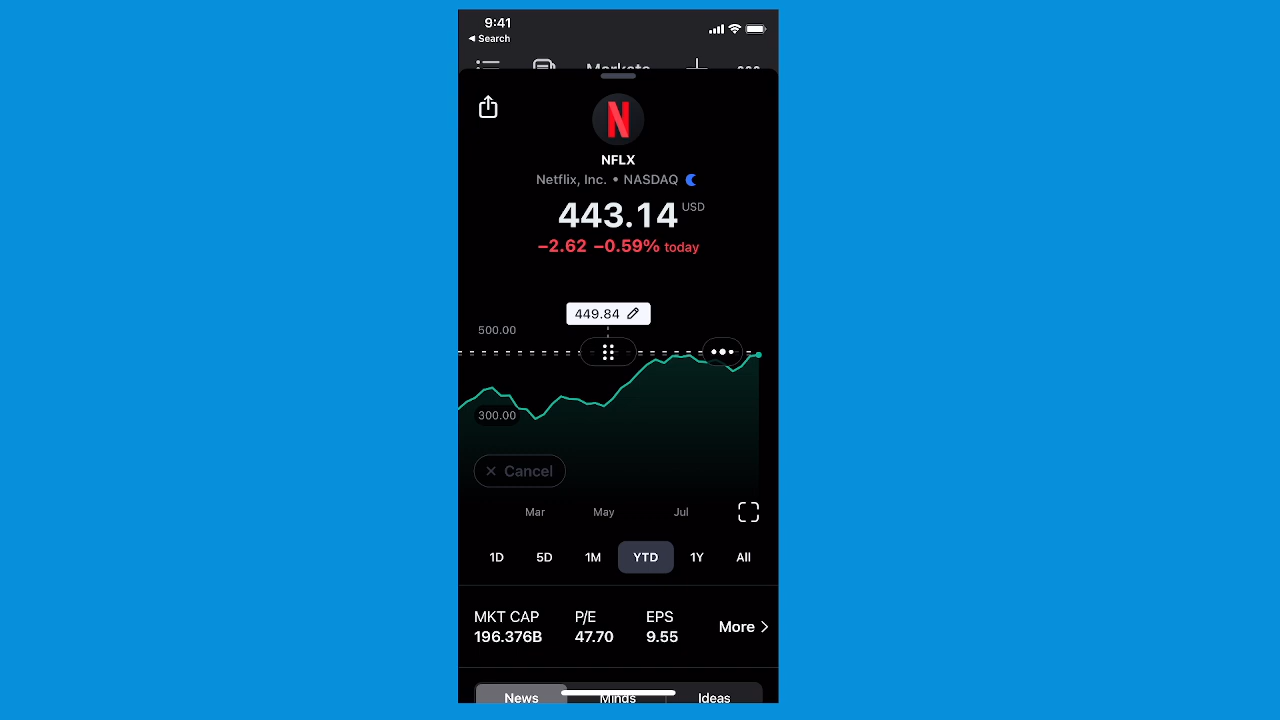 9:41
◀ Search
Markets
NFLX
Netflix, Inc. • NASDAQ
443.14 USD
−2.62 −0.59% today
449.84
500.00
300.00
× Cancel
Mar May Jul
1D 5D 1M YTD 1Y All
MKT CAP P/E EPS
196.376B 47.70 9.55
More >
News Minds Ideas